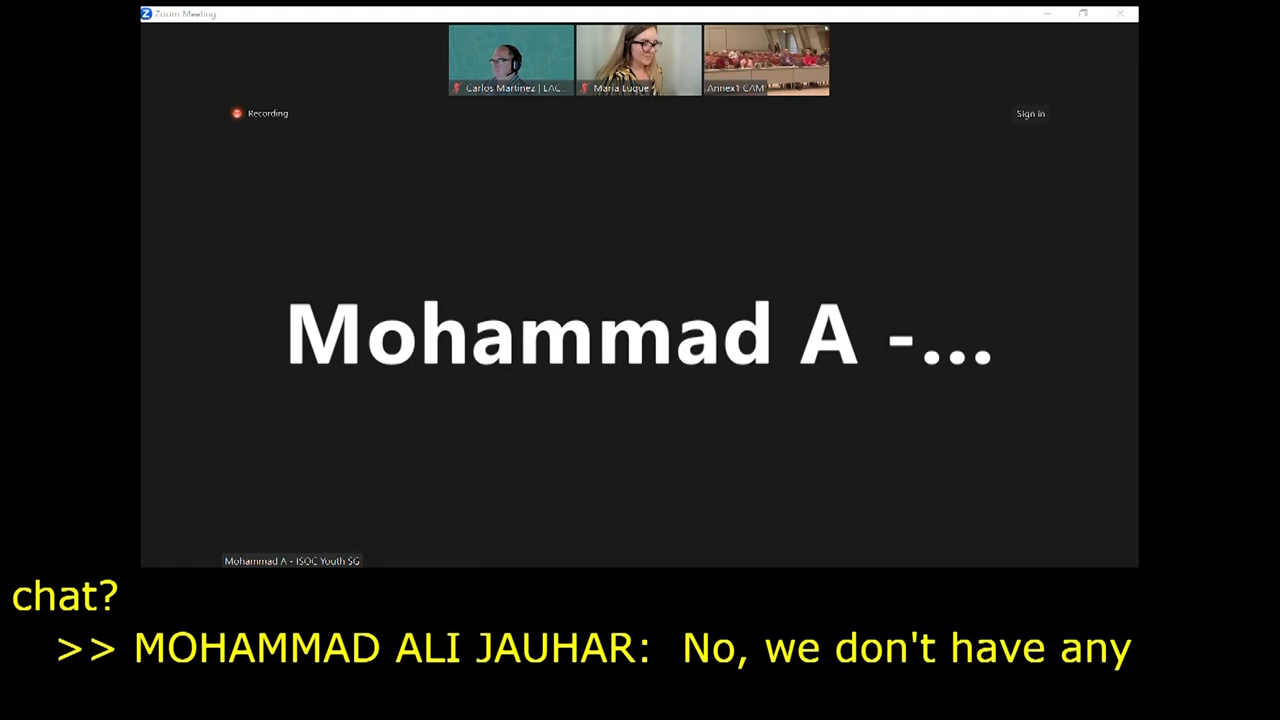 Zoom Meeting
Carlos Martinez | LAC...
Maria Luque
Annex1 CAM
Recording
Sign in
Mohammad A -...
Mohammad A - ISOC Youth SG
chat?
>> MOHAMMAD ALI JAUHAR:  No, we don't have any